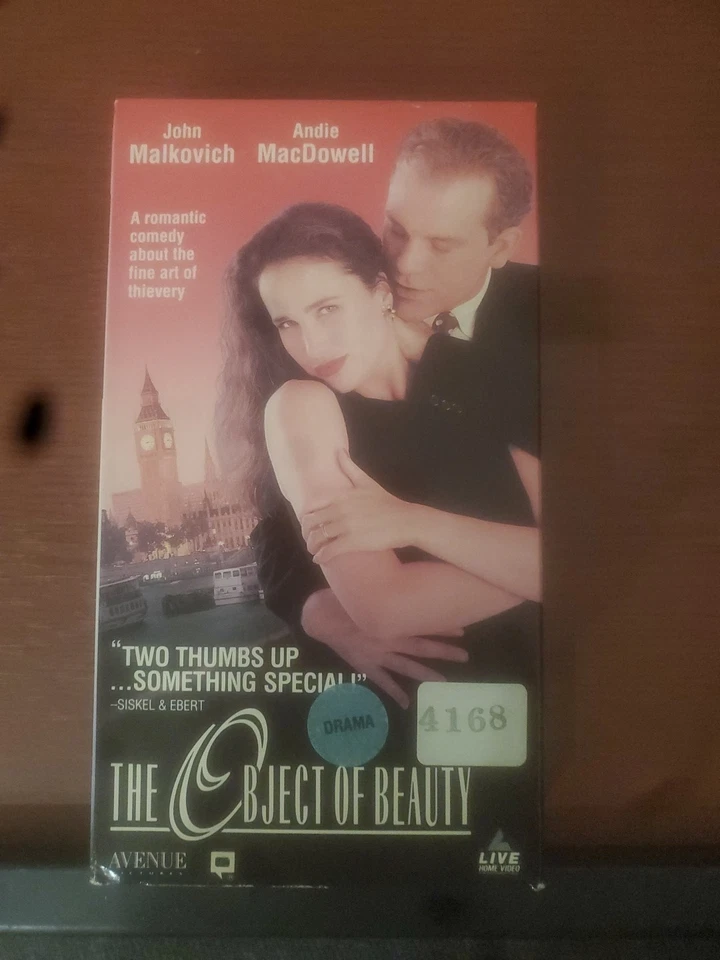 John Malkovich
Andie MacDowell
A romantic
comedy
about the
fine art of
thievery
"TWO THUMBS UP
...SOMETHING SPECIAL!"
–SISKEL & EBERT
DRAMA
4168
THE OBJECT OF BEAUTY
AVENUE
PICTURES
LIVE
HOME VIDEO